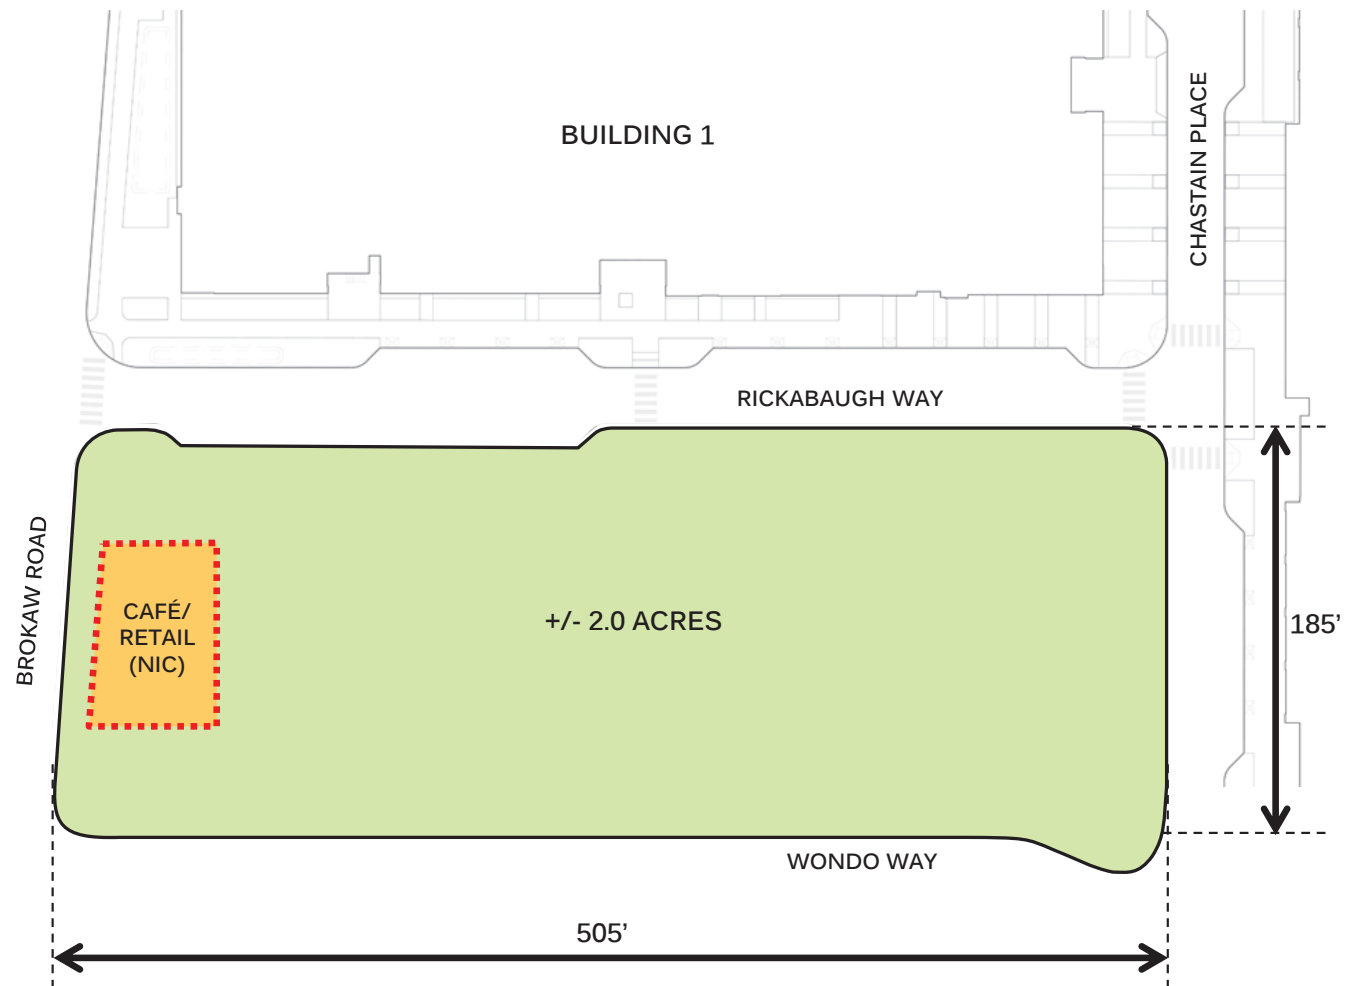 BUILDING 1
CHASTAIN PLACE
RICKABAUGH WAY
BROKAW ROAD
CAFÉ/
RETAIL
(NIC)
+/- 2.0 ACRES
185’
WONDO WAY
505’